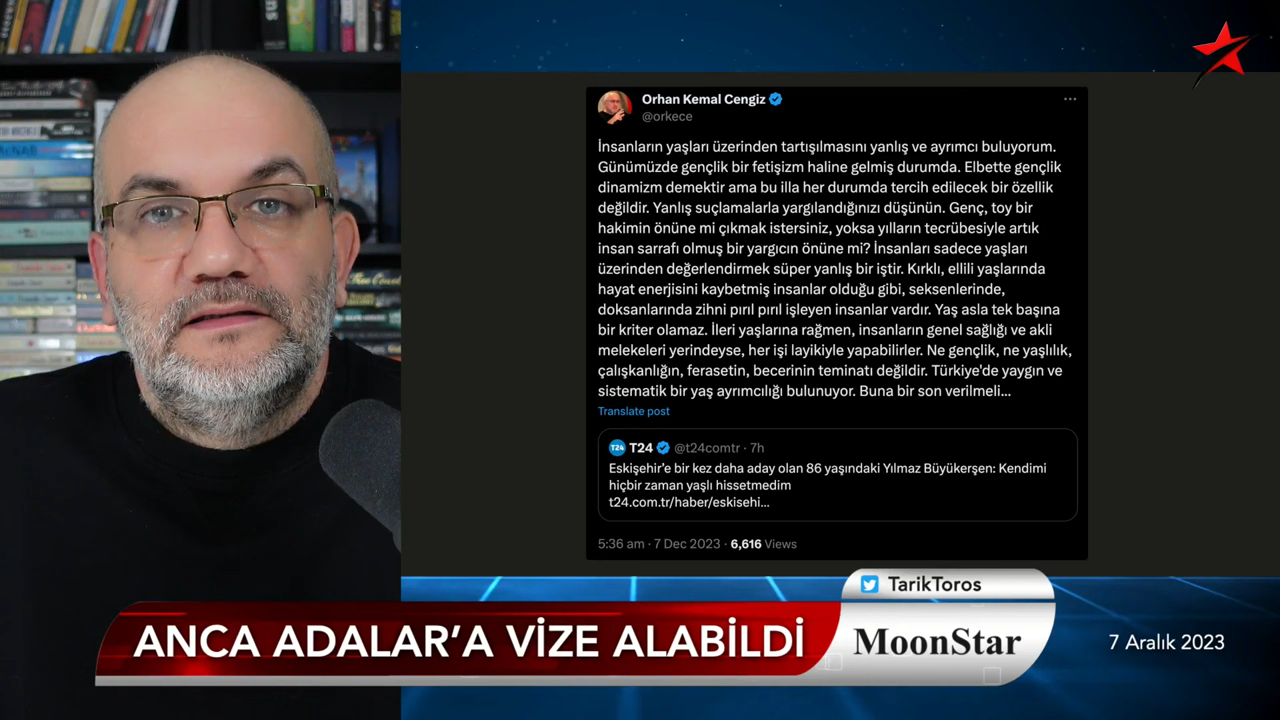 Orhan Kemal Cengiz
@orkece
İnsanların yaşları üzerinden tartışılmasını yanlış ve ayrımcı buluyorum.
Günümüzde gençlik bir fetişizm haline gelmiş durumda. Elbette gençlik
dinamizm demektir ama bu illa her durumda tercih edilecek bir özellik
değildir. Yanlış suçlamalarla yargılandığınızı düşünün. Genç, toy bir
hakimin önüne mi çıkmak istersiniz, yoksa yılların tecrübesiyle artık
insan sarrafı olmuş bir yargıcın önüne mi? İnsanları sadece yaşları
üzerinden değerlendirmek süper yanlış bir iştir. Kırklı, ellili yaşlarında
hayat enerjisini kaybetmiş insanlar olduğu gibi, seksenlerinde,
doksanlarında zihni pırıl pırıl işleyen insanlar vardır. Yaş asla tek başına
bir kriter olamaz. İleri yaşlarına rağmen, insanların genel sağlığı ve akli
melekeleri yerindeyse, her işi layikiyle yapabilirler. Ne gençlik, ne yaşlılık,
çalışkanlığın, ferasetin, becerinin teminatı değildir. Türkiye'de yaygın ve
sistematik bir yaş ayrımcılığı bulunuyor. Buna bir son verilmeli...
Translate post
T24 T24 @t24comtr · 7h
Eskişehir'e bir kez daha aday olan 86 yaşındaki Yılmaz Büyükerşen: Kendimi
hiçbir zaman yaşlı hissetmedim
t24.com.tr/haber/eskisehi...
5:36 am · 7 Dec 2023 · 6,616 Views
TarikToros
ANCA ADALAR'A VİZE ALABİLDİ
MoonStar
7 Aralık 2023